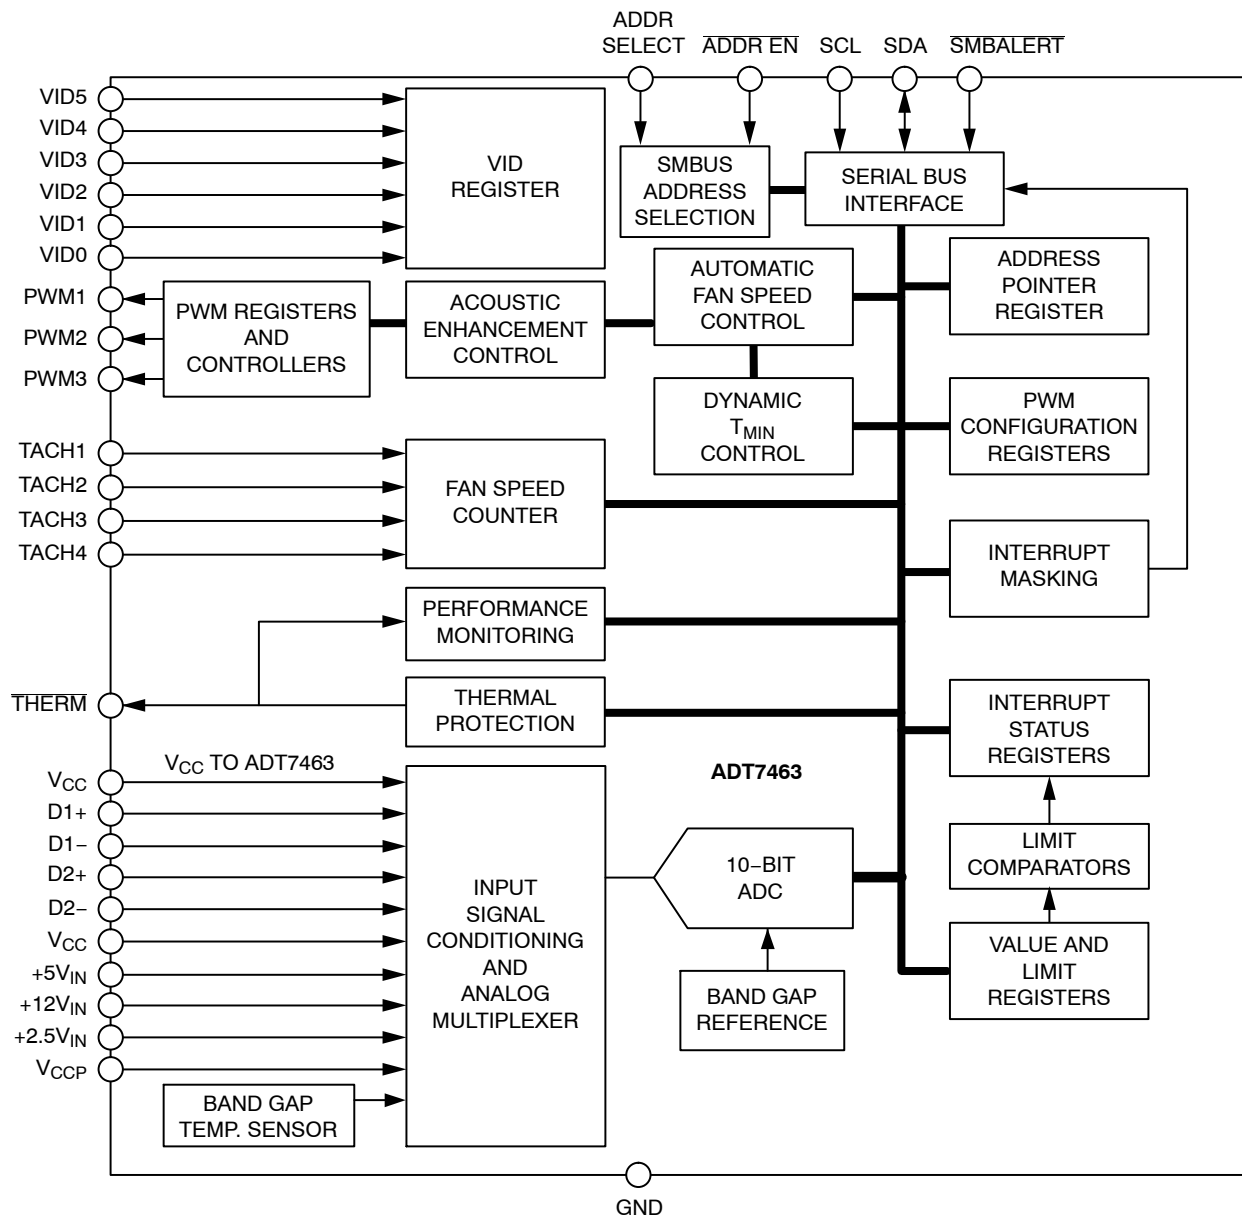 ADDR
SELECT
ADDR EN
SCL
SDA
SMBALERT
VID5
VID4
VID3
VID2
VID1
VID0
VID
REGISTER
SMBUS
ADDRESS
SELECTION
SERIAL BUS
INTERFACE
PWM1
PWM2
PWM3
PWM REGISTERS
AND
CONTROLLERS
ACOUSTIC
ENHANCEMENT
CONTROL
AUTOMATIC
FAN SPEED
CONTROL
ADDRESS
POINTER
REGISTER
DYNAMIC
TMIN
CONTROL
PWM
CONFIGURATION
REGISTERS
TACH1
TACH2
TACH3
TACH4
FAN SPEED
COUNTER
INTERRUPT
MASKING
PERFORMANCE
MONITORING
THERM
THERMAL
PROTECTION
INTERRUPT
STATUS
REGISTERS
VCC TO ADT7463
ADT7463
VCC
D1+
D1−
D2+
D2−
VCC
+5VIN
+12VIN
+2.5VIN
VCCP
INPUT
SIGNAL
CONDITIONING
AND
ANALOG
MULTIPLEXER
10−BIT
ADC
LIMIT
COMPARATORS
BAND GAP
REFERENCE
VALUE AND
LIMIT
REGISTERS
BAND GAP
TEMP. SENSOR
GND